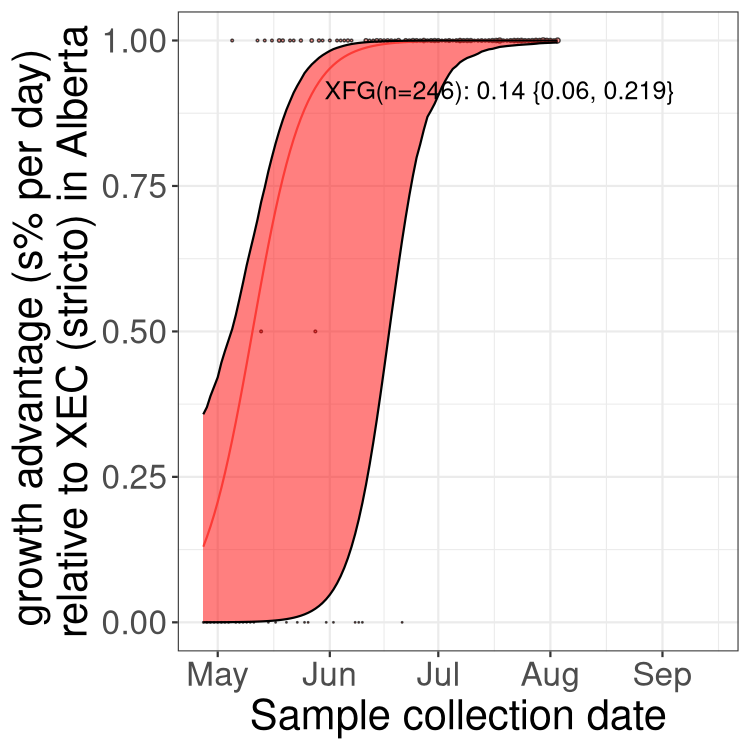 growth advantage (s% per day)
relative to XEC (stricto) in Alberta
1.00
0.75
0.50
0.25
0.00
XFG(n=246): 0.14 {0.06, 0.219}
May Jun Jul Aug Sep
Sample collection date